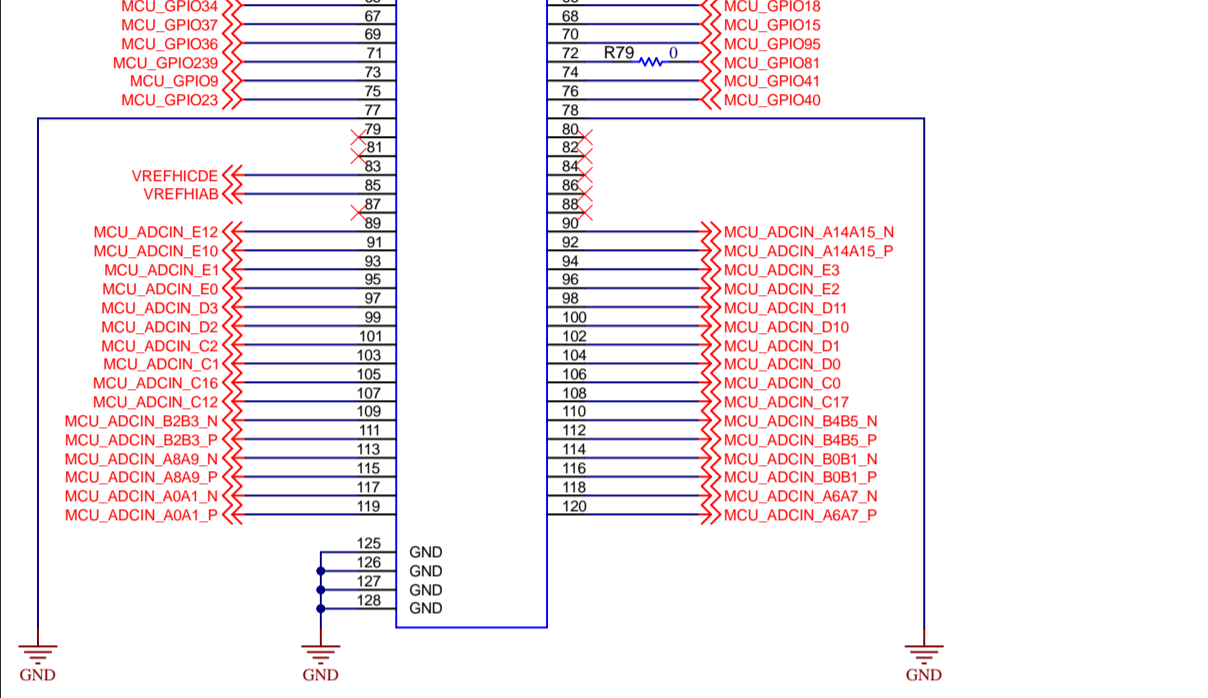 MCU_GPIO34 MCU_GPIO18
MCU_GPIO37 67 68 MCU_GPIO15
MCU_GPIO36 69 70 MCU_GPIO95
MCU_GPIO239 71 72 R79 0 MCU_GPIO81
MCU_GPIO9 73 74 MCU_GPIO41
MCU_GPIO23 75 76 MCU_GPIO40
77 78
79 80
81 82
VREFHICDE 83 84
VREFHIAB 85 86
87 88
MCU_ADCIN_E12 89 90 MCU_ADCIN_A14A15_N
MCU_ADCIN_E10 91 92 MCU_ADCIN_A14A15_P
MCU_ADCIN_E1 93 94 MCU_ADCIN_E3
MCU_ADCIN_E0 95 96 MCU_ADCIN_E2
MCU_ADCIN_D3 97 98 MCU_ADCIN_D11
MCU_ADCIN_D2 99 100 MCU_ADCIN_D10
MCU_ADCIN_C2 101 102 MCU_ADCIN_D1
MCU_ADCIN_C1 103 104 MCU_ADCIN_D0
MCU_ADCIN_C16 105 106 MCU_ADCIN_C0
MCU_ADCIN_C12 107 108 MCU_ADCIN_C17
MCU_ADCIN_B2B3_N 109 110 MCU_ADCIN_B4B5_N
MCU_ADCIN_B2B3_P 111 112 MCU_ADCIN_B4B5_P
MCU_ADCIN_A8A9_N 113 114 MCU_ADCIN_B0B1_N
MCU_ADCIN_A8A9_P 115 116 MCU_ADCIN_B0B1_P
MCU_ADCIN_A0A1_N 117 118 MCU_ADCIN_A6A7_N
MCU_ADCIN_A0A1_P 119 120 MCU_ADCIN_A6A7_P
125 GND
126 GND
127 GND
128 GND
GND GND GND